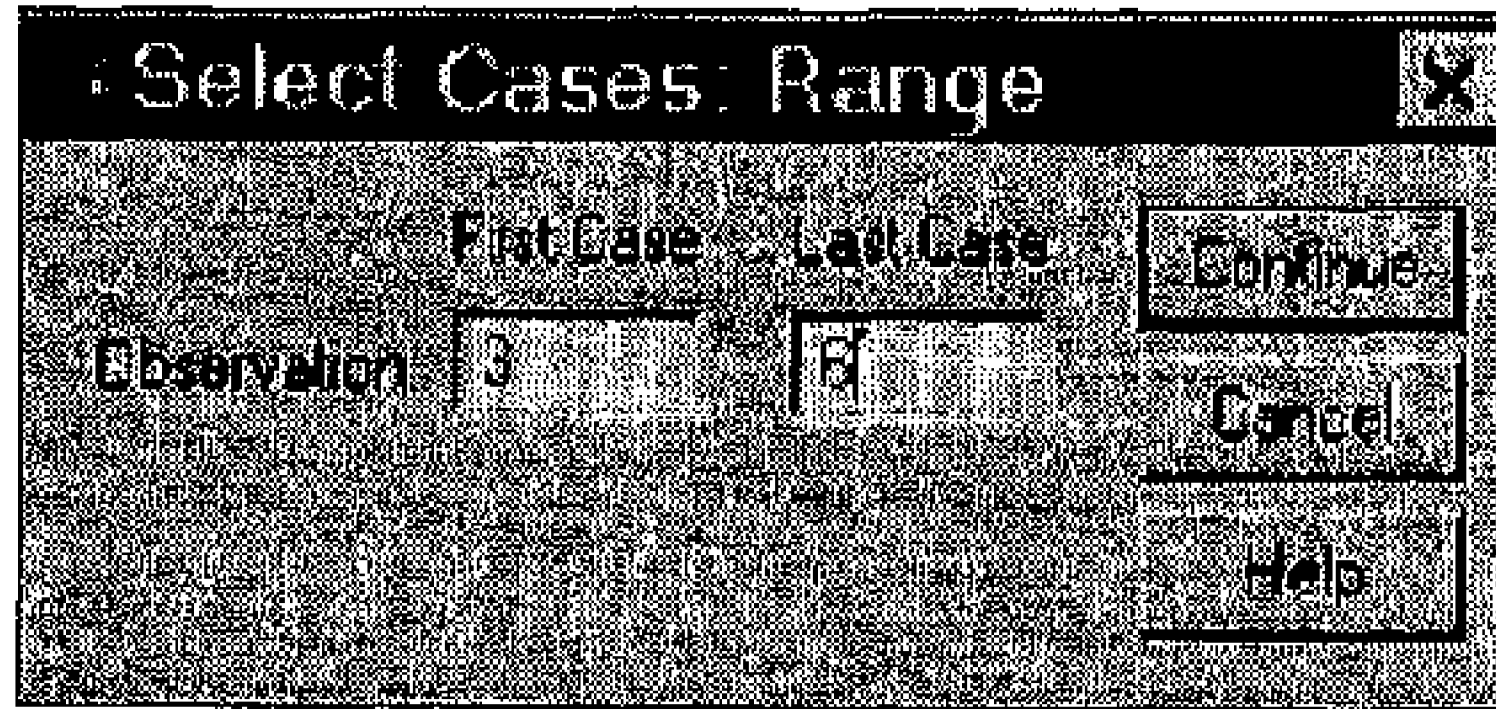 Select Cases: Range
First Case Last Case
Continue
Observation 3
Cancel
Help